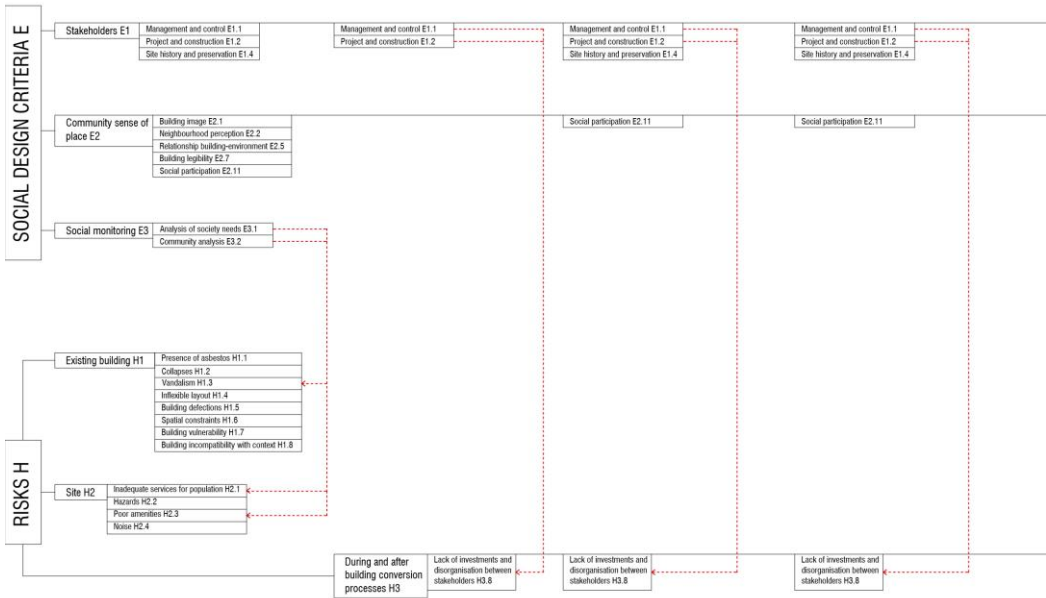 SOCIAL DESIGN CRITERIA E
Stakeholders E1
Management and control E1.1
Project and construction E1.2
Site history and preservation E1.4
Management and control E1.1
Project and construction E1.2
Management and control E1.1
Project and construction E1.2
Site history and preservation E1.4
Management and control E1.1
Project and construction E1.2
Site history and preservation E1.4
Community sense of
place E2
Building image E2.1
Neighbourhood perception E2.2
Relationship building-environment E2.5
Building legibility E2.7
Social participation E2.11
Social participation E2.11
Social participation E2.11
Social monitoring E3
Analysis of society needs E3.1
Community analysis E3.2
RISKS H
Existing building H1
Presence of asbestos H1.1
Collapses H1.2
Vandalism H1.3
Inflexible layout H1.4
Building defections H1.5
Spatial constraints H1.6
Building vulnerability H1.7
Building incompatibility with context H1.8
Site H2
Inadequate services for population H2.1
Hazards H2.2
Poor amenities H2.3
Noise H2.4
During and after
building conversion
processes H3
Lack of investments and
disorganisation between
stakeholders H3.8
Lack of investments and
disorganisation between
stakeholders H3.8
Lack of investments and
disorganisation between
stakeholders H3.8